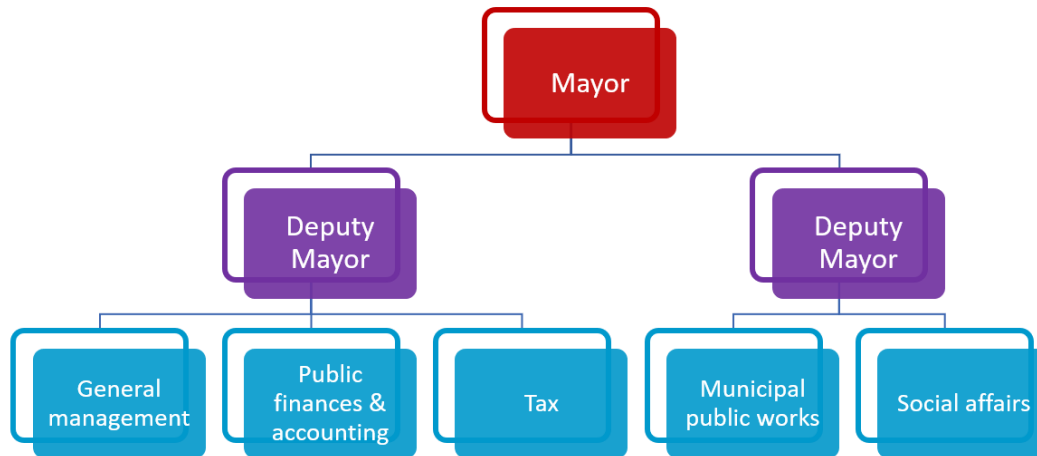 Mayor
Deputy
Mayor
Deputy
Mayor
General
management
Public
finances &
accounting
Tax
Municipal
public works
Social affairs